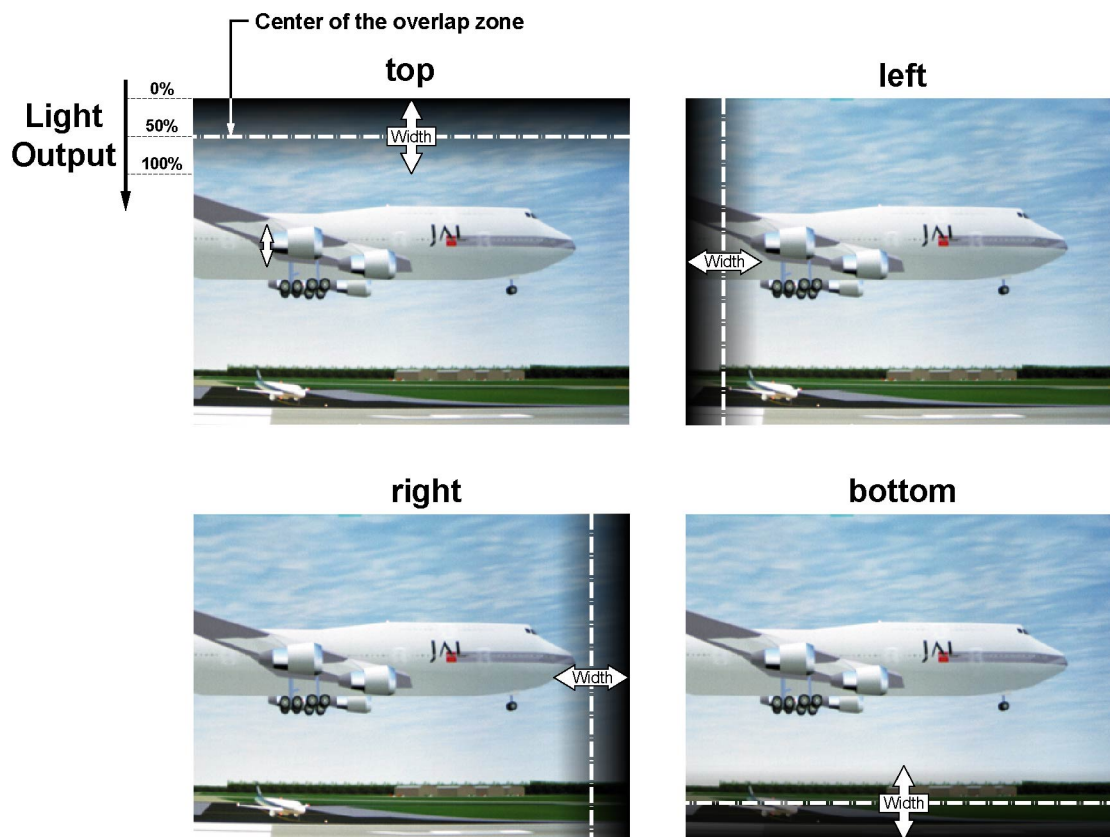 Center of the overlap zone
top
left
0%
Light
Output
50%
100%
Width
JAL
Width
JAL
right
bottom
JAL
Width
JAL
Width